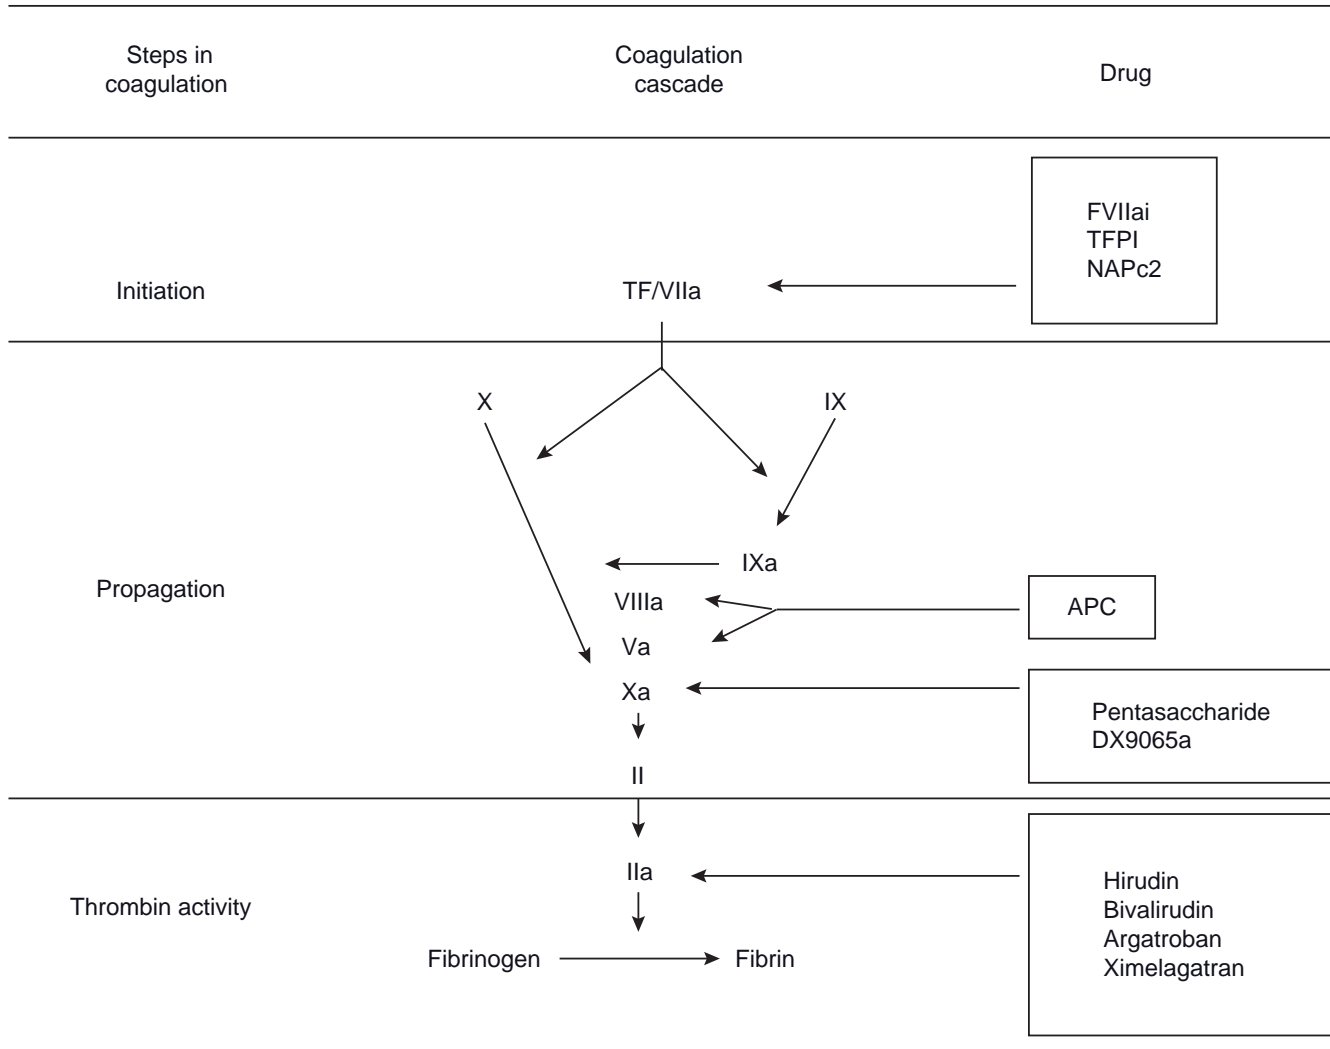 Steps in
coagulation
Coagulation
cascade
Drug
FVIIai
TFPI
NAPc2
Initiation
TF/VIIa
X
IX
IXa
Propagation
VIIIa
APC
Va
Xa
Pentasaccharide
DX9065a
II
IIa
Hirudin
Bivalirudin
Argatroban
Ximelagatran
Thrombin activity
Fibrinogen
Fibrin